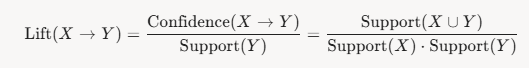 Lift(X → Y) = Confidence(X → Y) / Support(Y) = Support(X ∪ Y) / Support(X) · Support(Y)